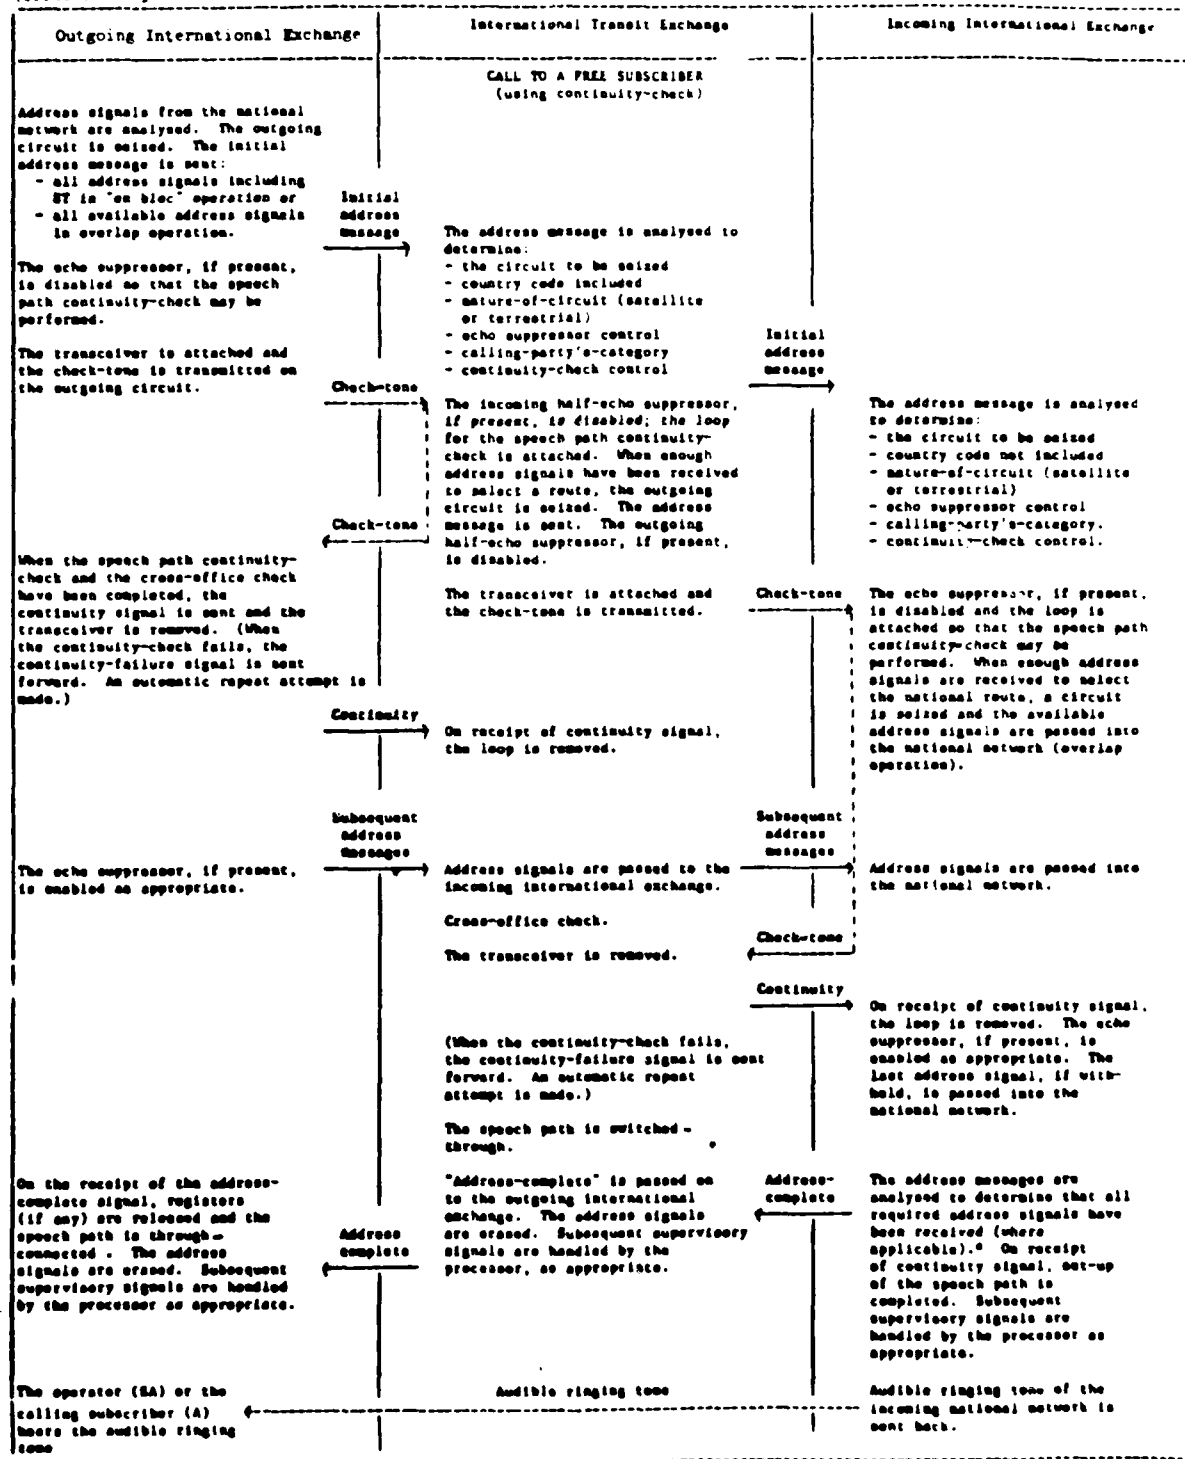 Outgoing International Exchange
International Transit Exchange
Incoming International Exchange
CALL TO A FREE SUBSCRIBER
(using continuity-check)
Address signals from the national
network are analysed. The outgoing
circuit is seized. The initial
address message is sent:
- all address signals including
ST in "en bloc" operation or
- all available address signals
in overlap operation.
Initial
address
message
The echo suppressor, if present,
is disabled so that the speech
path continuity-check may be
performed.
The transceiver is attached and
the check-tone is transmitted on
the outgoing circuit.
The address message is analysed to
determine:
- the circuit to be seized
- country code included
- nature-of-circuit (satellite
or terrestrial)
- echo suppressor control
- calling-party's-category
- continuity-check control
Initial
address
message
Check-tone
The incoming half-echo suppressor,
if present, is disabled; the loop
for the speech path continuity-
check is attached. When enough
address signals have been received
to select a route, the outgoing
circuit is seized. The address
message is sent. The outgoing
half-echo suppressor, if present,
is disabled.
The address message is analysed
to determine:
- the circuit to be seized
- country code not included
- nature-of-circuit (satellite
or terrestrial)
- echo suppressor control
- calling-party's-category.
- continuity-check control.
Check-tone
When the speech path continuity-
check and the cross-office check
have been completed, the
continuity signal is sent and the
transceiver is removed. (When
the continuity-check fails, the
continuity-failure signal is sent
forward. An automatic repeat attempt is
made.)
The transceiver is attached and
the check-tone is transmitted.
Check-tone
The echo suppressor, if present,
is disabled and the loop is
attached so that the speech path
continuity-check may be
performed. When enough address
signals are received to select
the national route, a circuit
is seized and the available
address signals are passed into
the national network (overlap
operation).
Continuity
On receipt of continuity signal,
the loop is removed.
Subsequent
address
messages
Subsequent
address
messages
The echo suppressor, if present,
is enabled as appropriate.
Address signals are passed to the
incoming international exchange.
Address signals are passed into
the national network.
Cross-office check.
The transceiver is removed.
Check-tone
Continuity
On receipt of continuity signal,
the loop is removed. The echo
suppressor, if present, is
enabled as appropriate. The
last address signal, if with-
held, is passed into the
national network.
(When the continuity-check fails,
the continuity-failure signal is sent
forward. An automatic repeat
attempt is made.)
The speech path is switched-
through.
On the receipt of the address-
complete signal, registers
(if any) are released and the
speech path is through-
connected. The address
signals are erased. Subsequent
supervisory signals are handled
by the processor as appropriate.
Address
complete
"Address-complete" is passed on
to the outgoing international
exchange. The address signals
are erased. Subsequent supervisory
signals are handled by the
processor, as appropriate.
Address-
complete
The address messages are
analysed to determine that all
required address signals have
been received (where
applicable). On receipt
of continuity signal, set-up
of the speech path is
completed. Subsequent
supervisory signals are
handled by the processor as
appropriate.
The operator (SA) or the
calling subscriber (A)
hears the audible ringing
tone
Audible ringing tone
Audible ringing tone of the
incoming national network is
sent back.